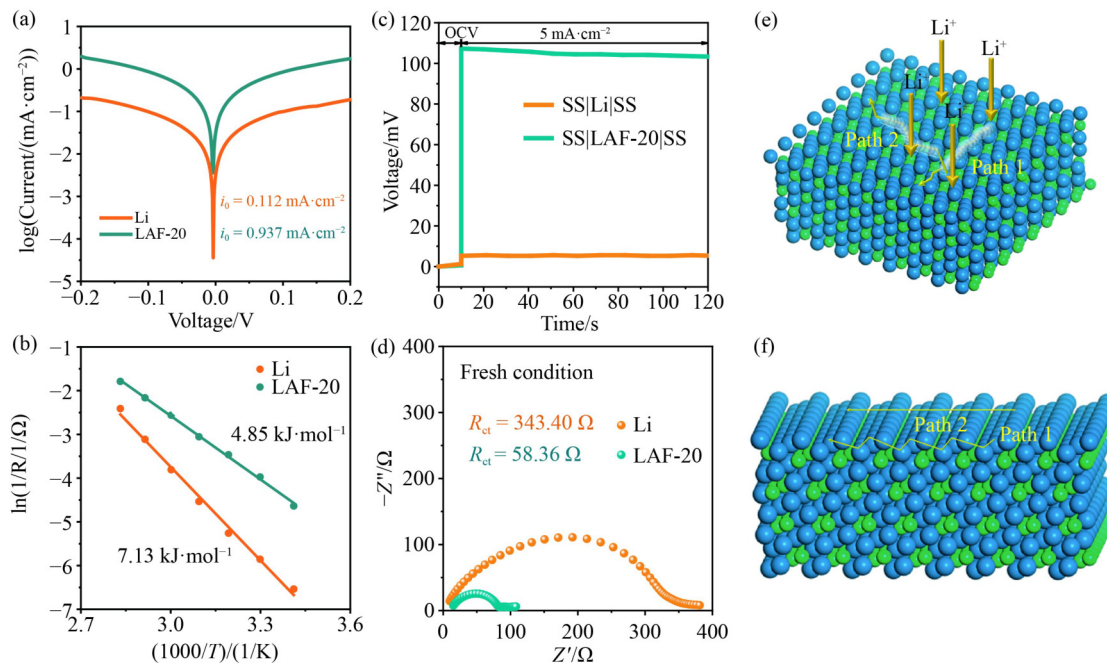 (a)
log(Current/(mA·cm⁻²)
1
0
−1
−2
−3
−4
−5
Li
LAF-20
i₀ = 0.112 mA·cm⁻²
i₀ = 0.937 mA·cm⁻²
−0.2
−0.1
0.0
0.1
0.2
Voltage/V
(b)
ln(1/R/1/Ω)
−1
−2
−3
−4
−5
−6
−7
Li
LAF-20
4.85 kJ·mol⁻¹
7.13 kJ·mol⁻¹
2.7
3.0
3.3
3.6
(1000/T)/(1/K)
(c)
OCV
5 mA·cm⁻²
Voltage/mV
120
100
80
60
40
20
0
SS|Li|SS
SS|LAF-20|SS
0
20
40
60
80
100
120
Time/s
(d)
−Z″/Ω
−400
−300
−200
−100
0
Fresh condition
Rct = 343.40 Ω
Li
Rct = 58.36 Ω
LAF-20
0
100
200
300
400
Z′/Ω
(e)
Li⁺
Li⁺
Li
Li
Path 2
Path 1
(f)
Path 2
Path 1